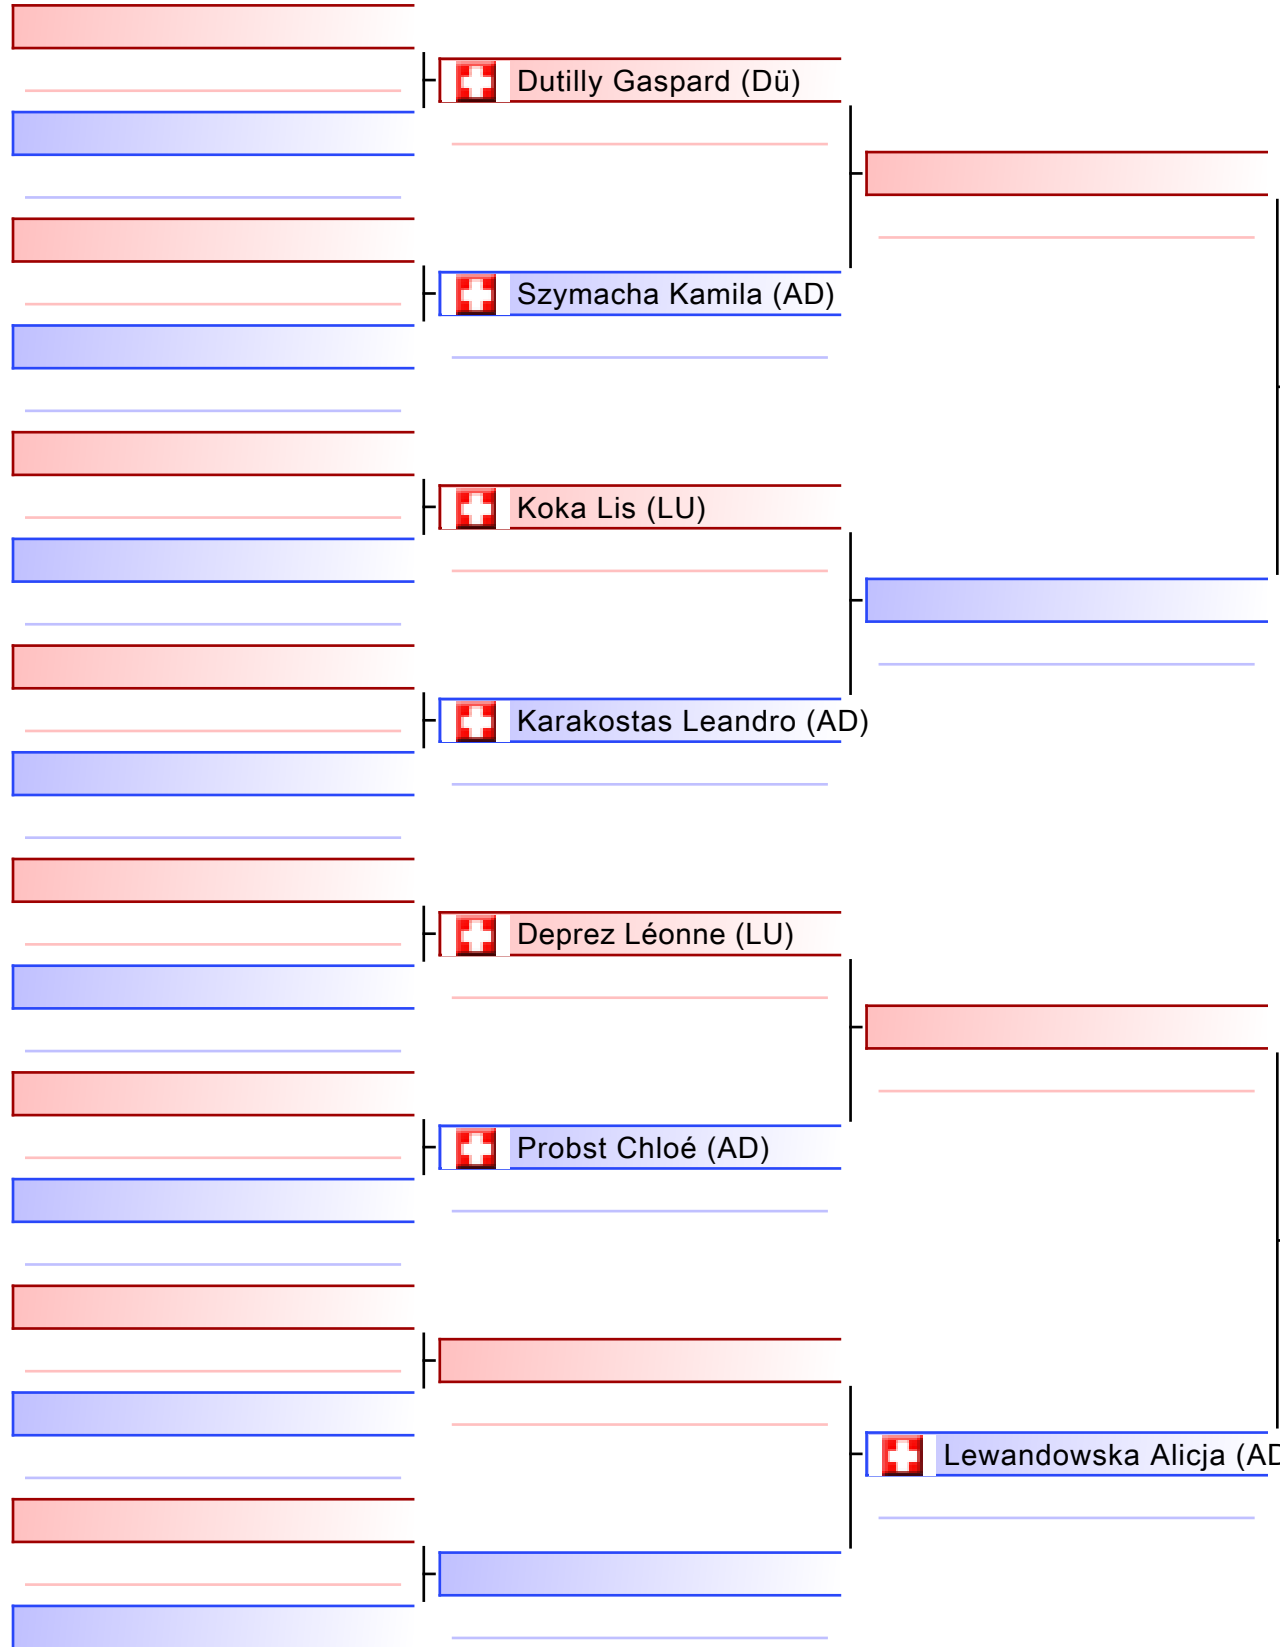 Dutilly Gaspard (Dü)
Szymacha Kamila (AD)
Koka Lis (LU)
Karakostas Leandro (AD)
Deprez Léonne (LU)
Probst Chloé (AD)
Lewandowska Alicja (AD